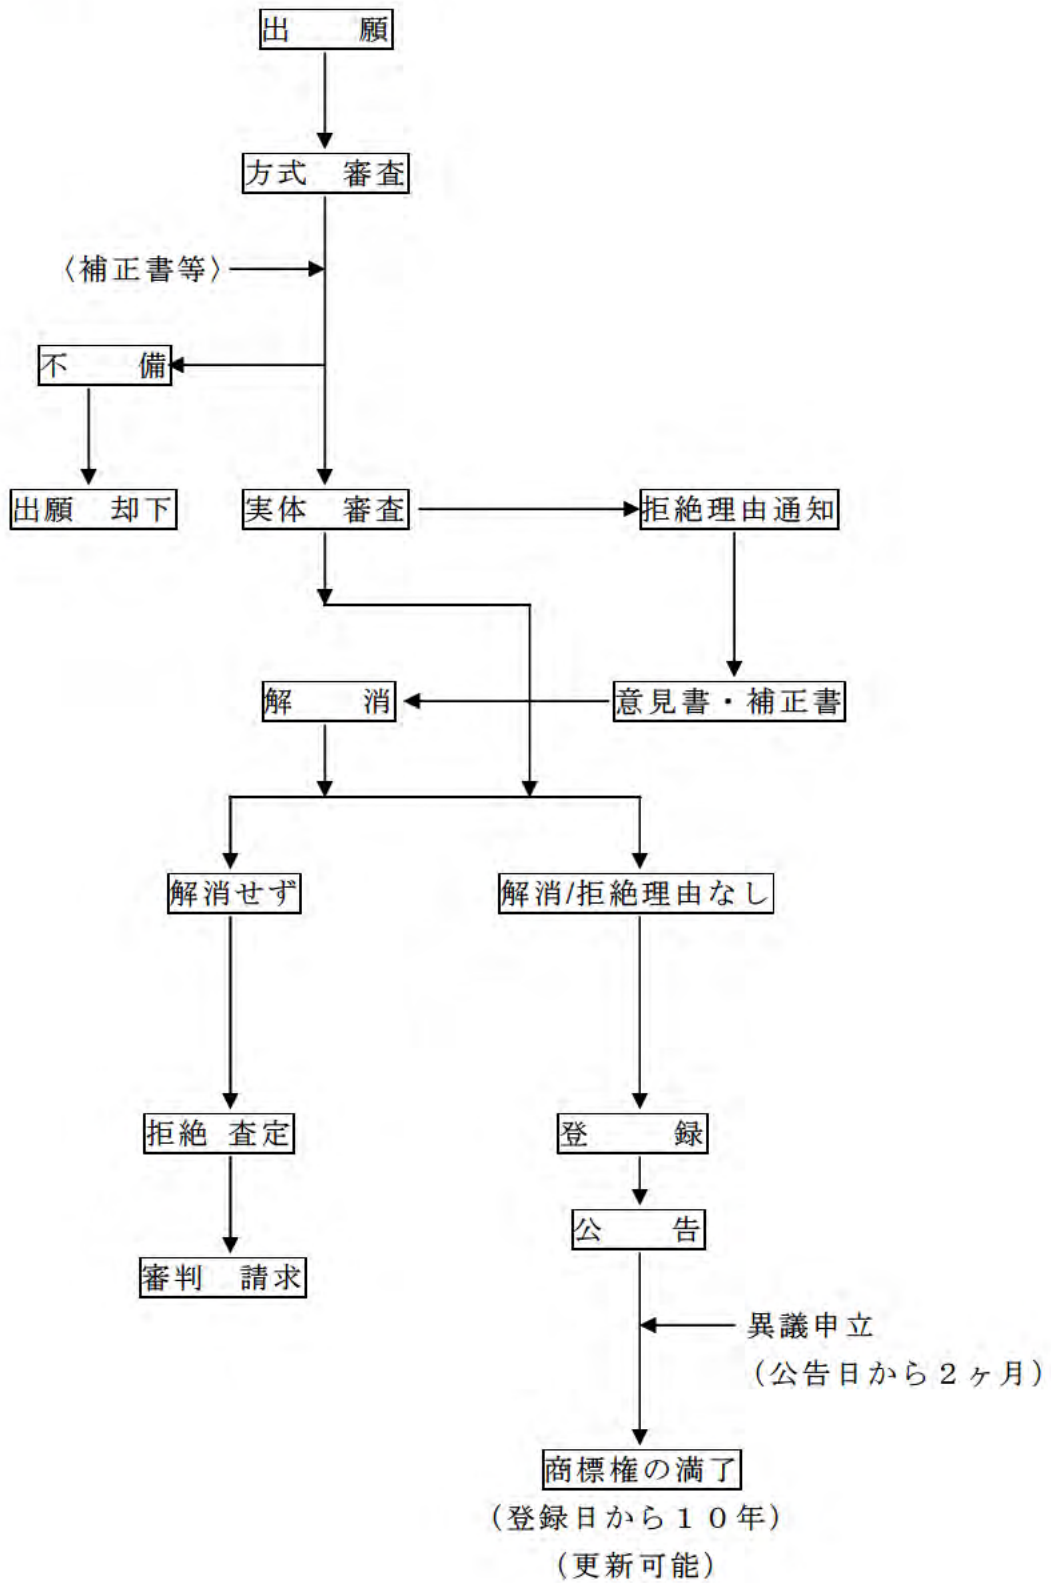 出　　願
方式　審査
〈補正書等〉
不　　備
出願　却下
実体　審査
拒絶理由通知
解　　消
意見書・補正書
解消せず
解消/拒絶理由なし
拒絶 査定
登　　録
公　　告
審判　請求
異議申立
（公告日から２ヶ月）
商標権の満了
（登録日から１０年）
（更新可能）